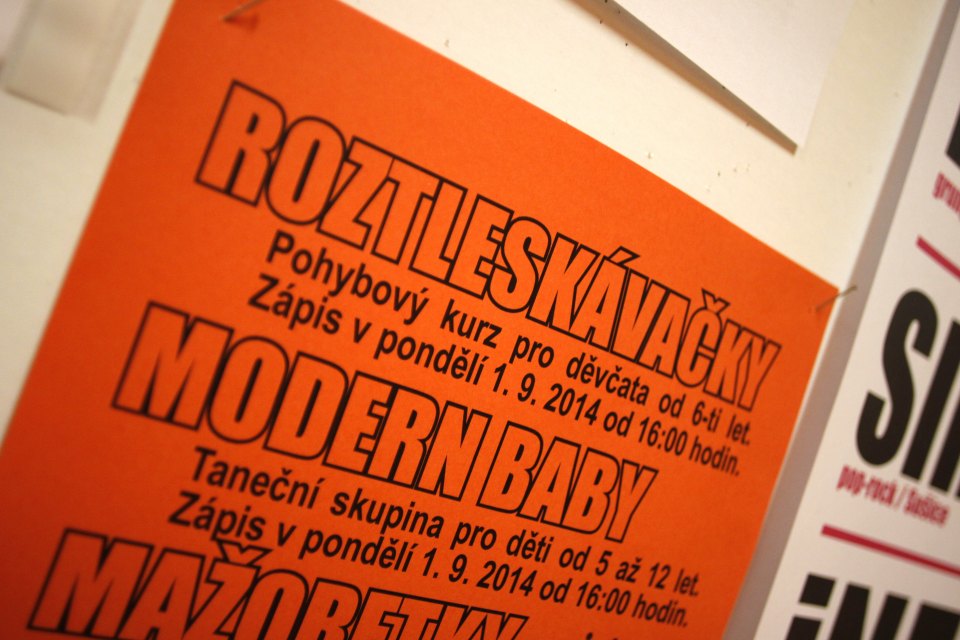 ROZTLESKÁVAČKY
Pohybový kurz pro děvčata od 6-ti let.
Zápis v pondělí 1. 9. 2014 od 16:00 hodin.
MODERN BABY
Taneční skupina pro děti od 5 až 12 let.
Zápis v pondělí 1. 9. 2014 od 16:00 hodin.
MAŽORETKY
pop-rock / Sušice